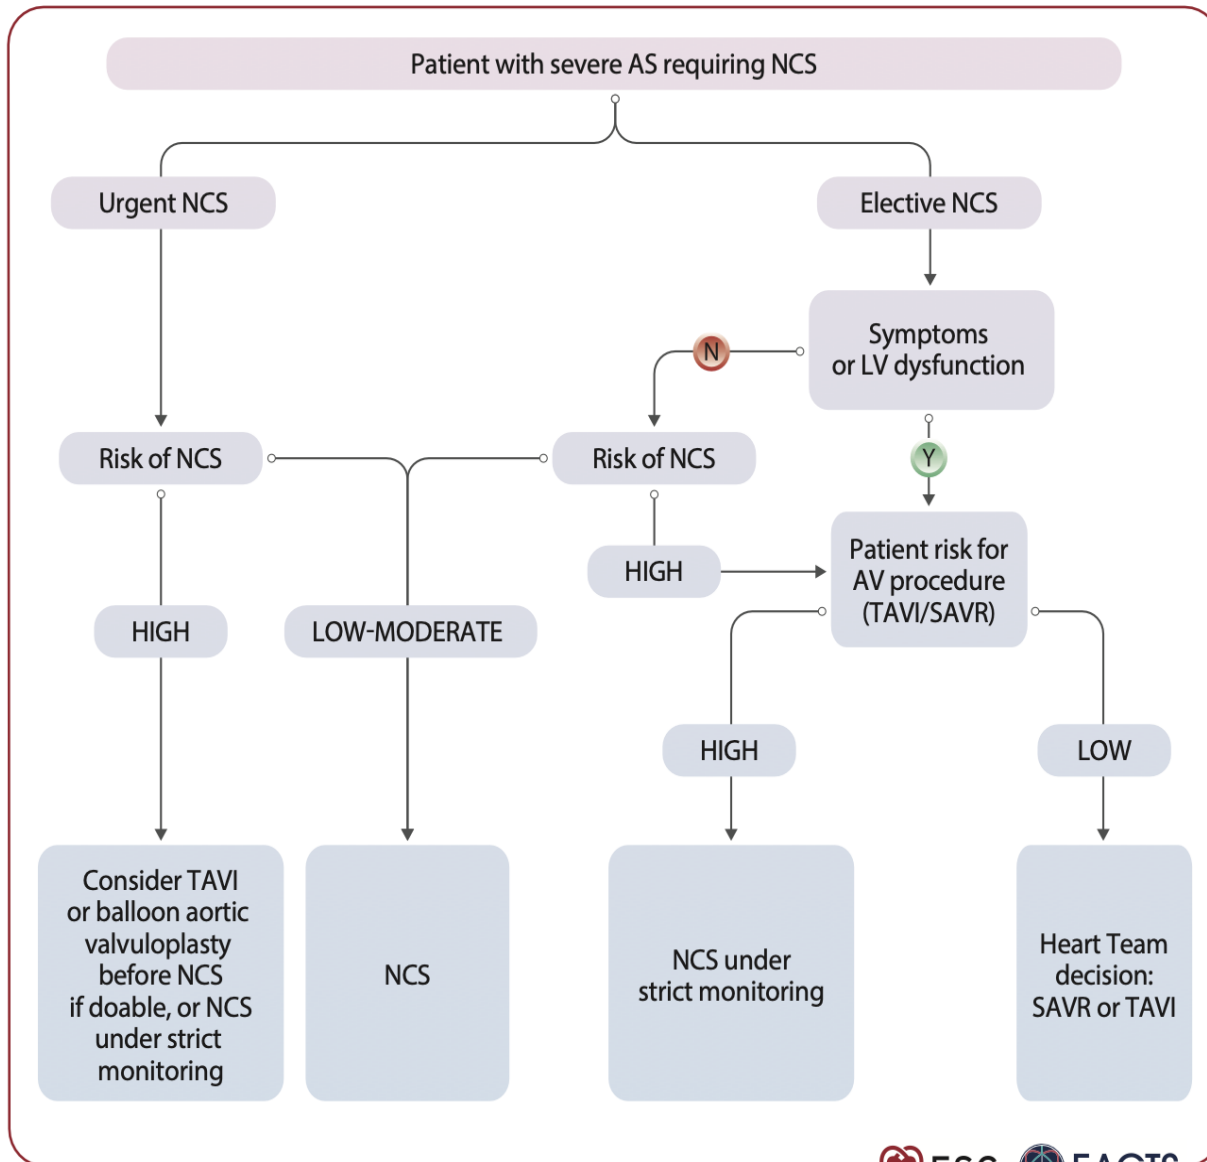 Patient with severe AS requiring NCS
Urgent NCS
Elective NCS
Symptoms
or LV dysfunction
N
Y
Risk of NCS
Risk of NCS
Patient risk for
AV procedure
(TAVI/SAVR)
HIGH
HIGH
LOW-MODERATE
HIGH
LOW
Consider TAVI
or balloon aortic
valvuloplasty
before NCS
if doable, or NCS
under strict
monitoring
NCS
NCS under
strict monitoring
Heart Team
decision:
SAVR or TAVI
ESC
EACTS